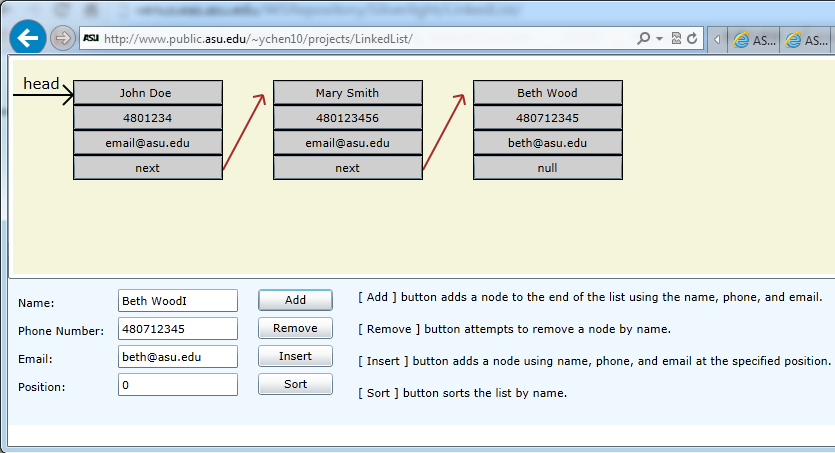 ASU http://www.public.asu.edu/~ychen10/projects/LinkedList/
AS...
AS...
head
John Doe
4801234
email@asu.edu
next
Mary Smith
480123456
email@asu.edu
next
Beth Wood
480712345
beth@asu.edu
null
Name: Beth WoodI Add
Phone Number: 480712345 Remove
Email: beth@asu.edu Insert
Position: 0 Sort
[ Add ] button adds a node to the end of the list using the name, phone, and email.
[ Remove ] button attempts to remove a node by name.
[ Insert ] button adds a node using name, phone, and email at the specified position.
[ Sort ] button sorts the list by name.